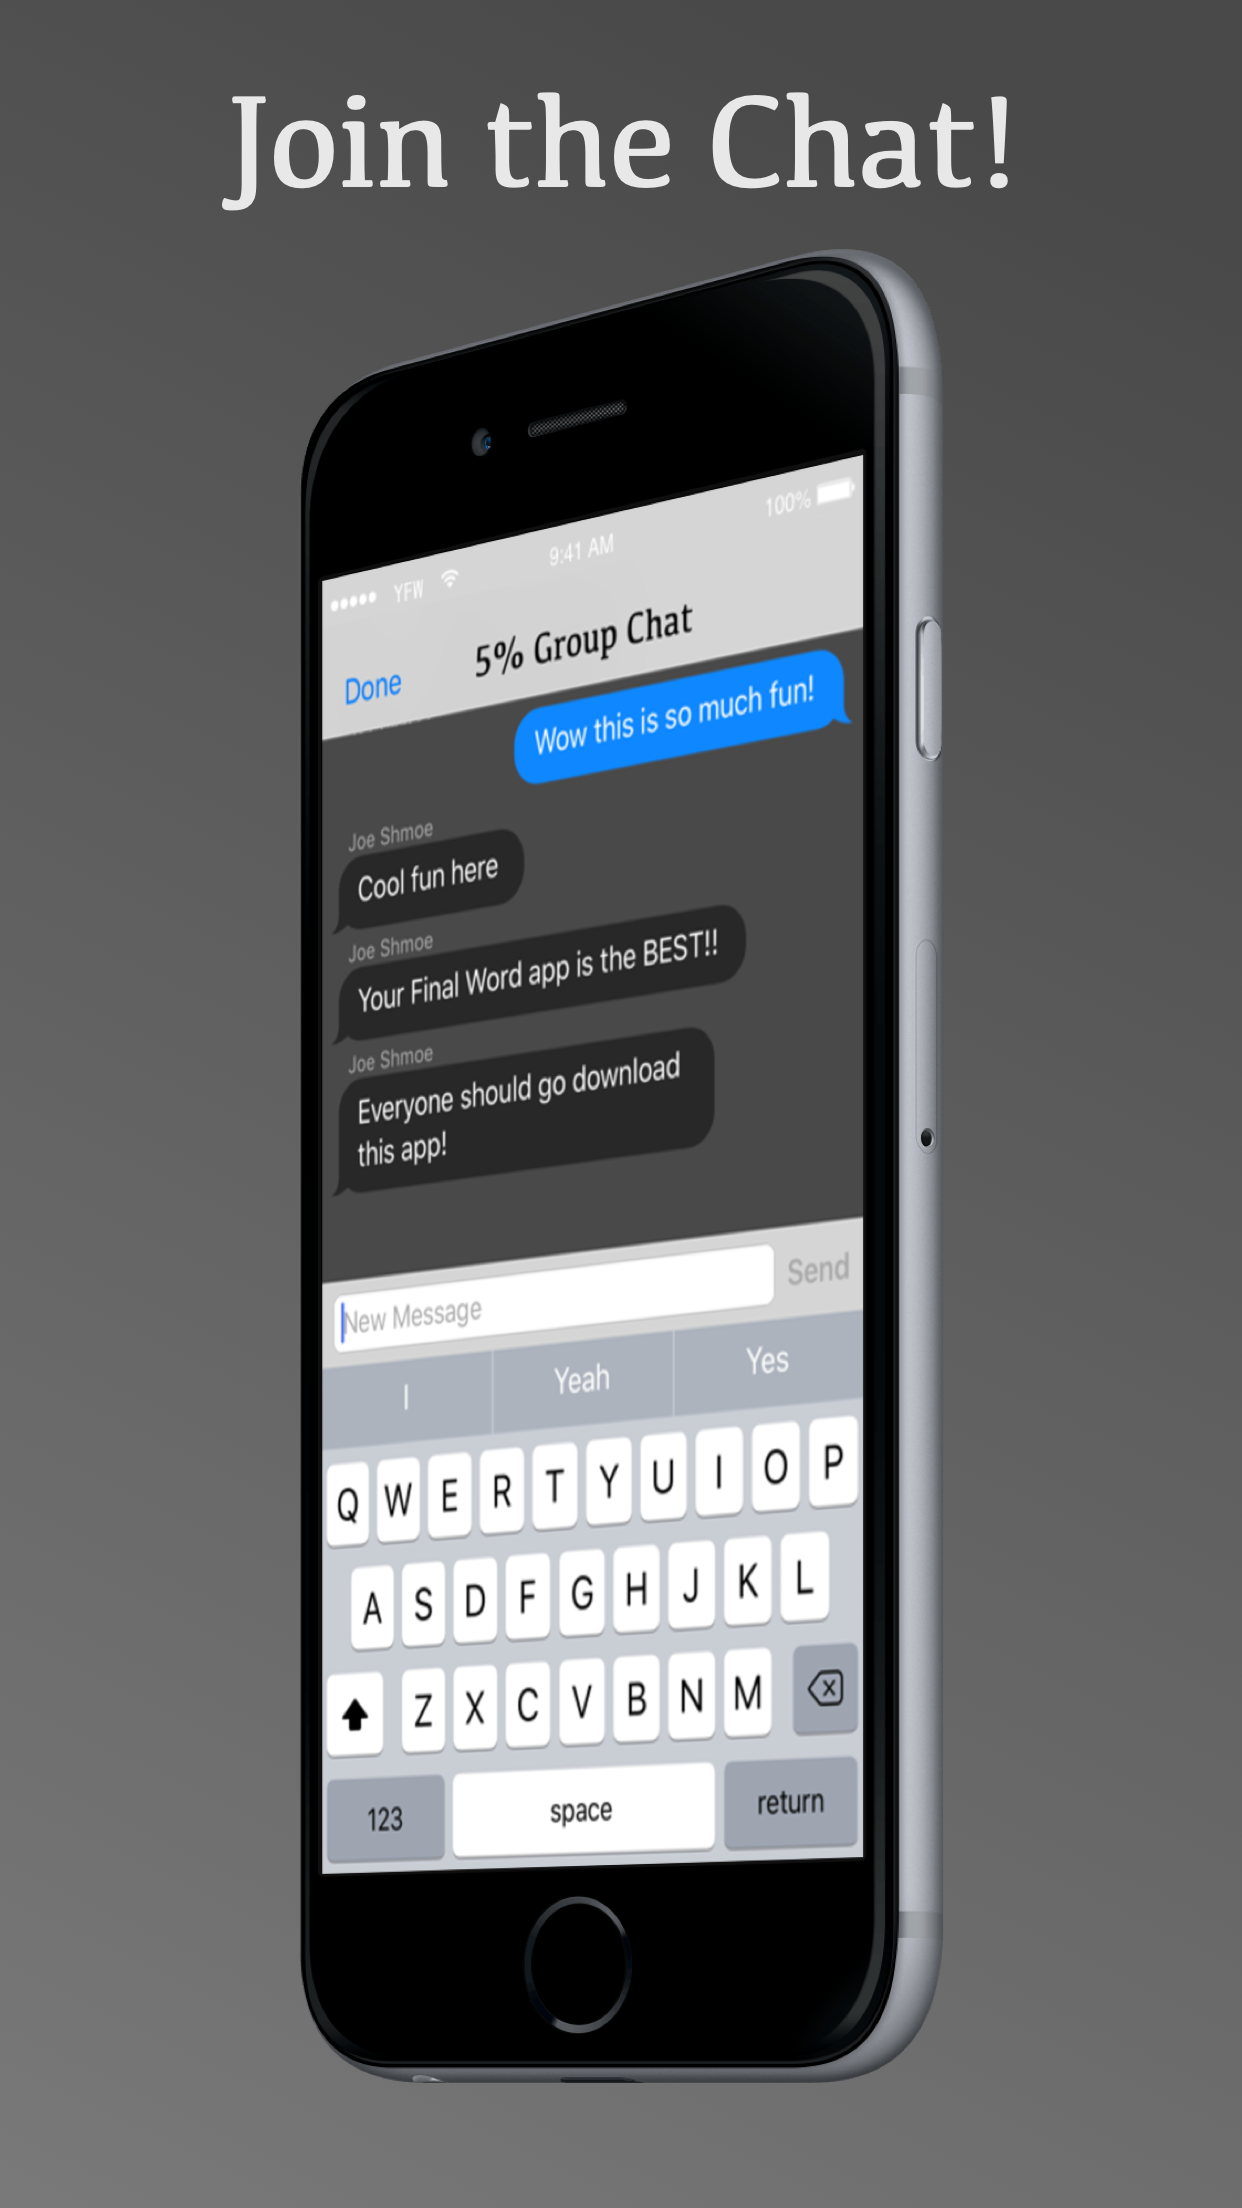 Join the Chat!
YFW
9:41 AM
100%
Done
5% Group Chat
Wow this is so much fun!
Joe Shmoe
Cool fun here
Joe Shmoe
Your Final Word app is the BEST!!
Joe Shmoe
Everyone should go download
this app!
New Message
Send
I
Yeah
Yes
Q W E R T Y U I O P
A S D F G H J K L
Z X C V B N M
123
space
return